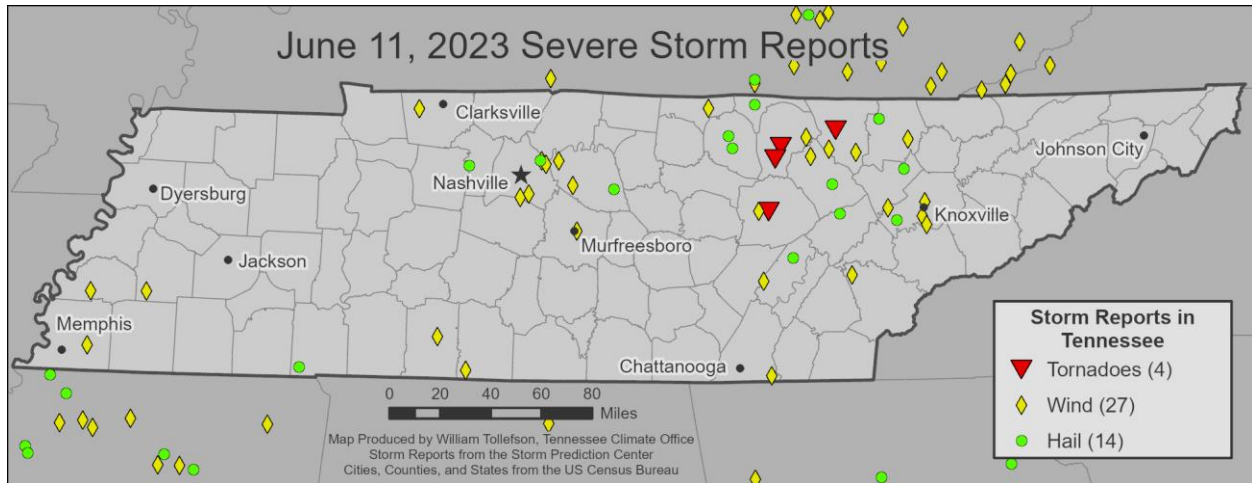 June 11, 2023 Severe Storm Reports
Clarksville
Johnson City
Nashville
Dyersburg
Knoxville
Murfreesboro
Jackson
Memphis
Chattanooga
Storm Reports in
Tennessee
Tornadoes (4)
Wind (27)
Hail (14)
0 20 40 60 80
Miles
Map Produced by William Tollefson, Tennessee Climate Office
Storm Reports from the Storm Prediction Center
Cities, Counties, and States from the US Census Bureau